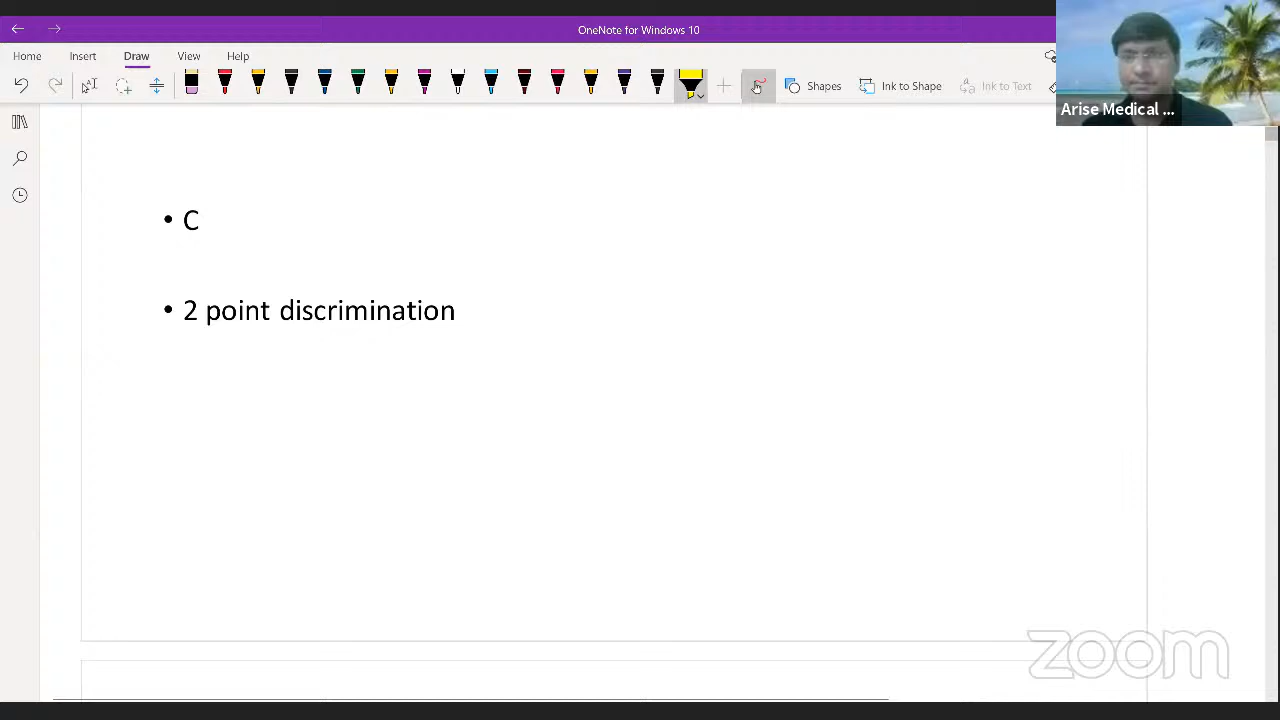 OneNote for Windows 10
Home Insert Draw View Help
Shapes Ink to Shape Ink to Text
Arise Medical ...
• C
• 2 point discrimination
zoom